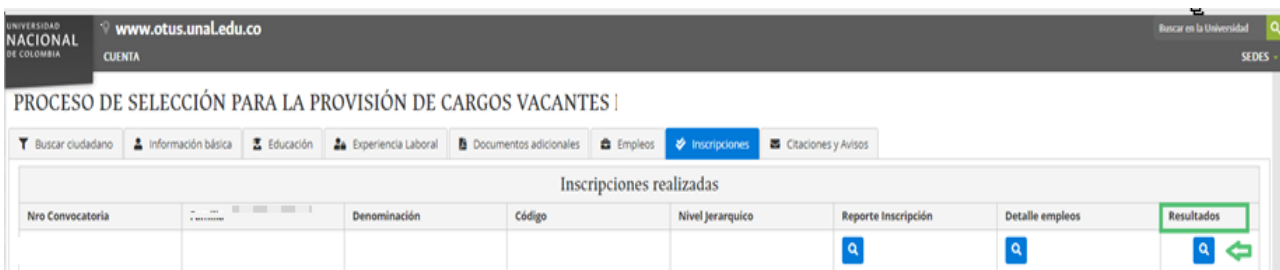 UNIVERSIDAD
NACIONAL
DE COLOMBIA
www.otus.unal.edu.co
Buscar en la Universidad
CUENTA
SEDES
PROCESO DE SELECCIÓN PARA LA PROVISIÓN DE CARGOS VACANTES
Buscar ciudadano Información básica Educación Experiencia Laboral Documentos adicionales Empleos Inscripciones Citaciones y Avisos
Inscripciones realizadas
Nro Convocatoria Denominación Código Nivel Jerarquico Reporte Inscripción Detalle empleos Resultados